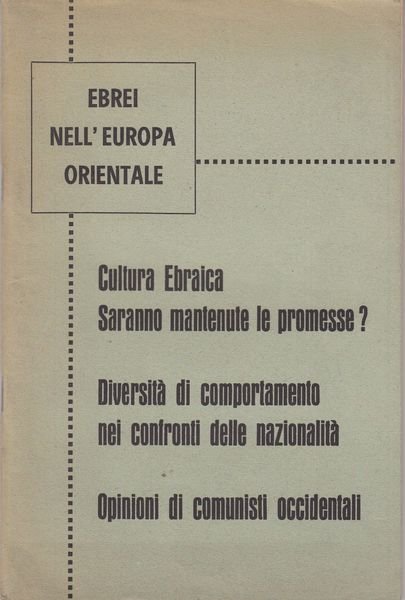 EBREI
NELL'EUROPA
ORIENTALE
Cultura Ebraica
Saranno mantenute le promesse?
Diversità di comportamento
nei confronti delle nazionalità
Opinioni di comunisti occidentali